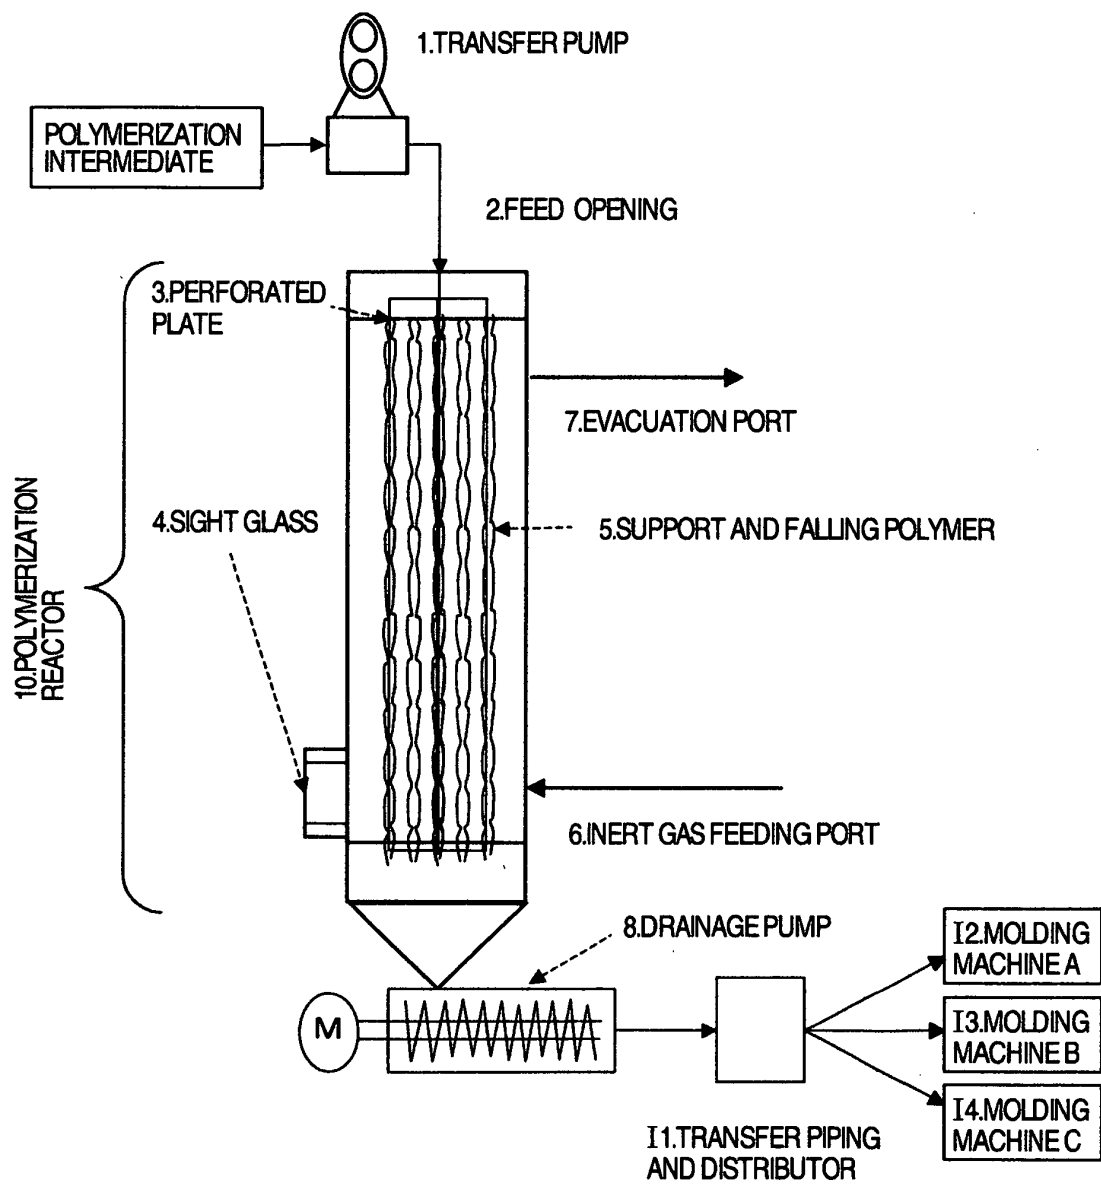 1.TRANSFER PUMP
POLYMERIZATION
INTERMEDIATE
2.FEED OPENING
3.PERFORATED
PLATE
7.EVACUATION PORT
4.SIGHT GLASS
5.SUPPORT AND FALLING POLYMER
10.POLYMERIZATION
REACTOR
6.INERT GAS FEEDING PORT
8.DRAINAGE PUMP
M
I2.MOLDING
MACHINE A
I3.MOLDING
MACHINE B
I4.MOLDING
MACHINE C
I1.TRANSFER PIPING
AND DISTRIBUTOR